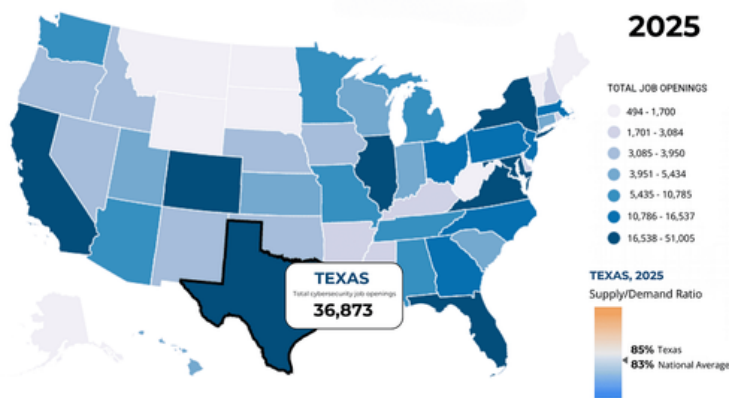 2025
TOTAL JOB OPENINGS
494 - 1,700
1,701 - 3,084
3,085 - 3,950
3,951 - 5,434
5,435 - 10,785
10,786 - 16,537
16,538 - 51,005
TEXAS
Total cybersecurity job openings
36,873
TEXAS, 2025
Supply/Demand Ratio
85% Texas
83% National Average